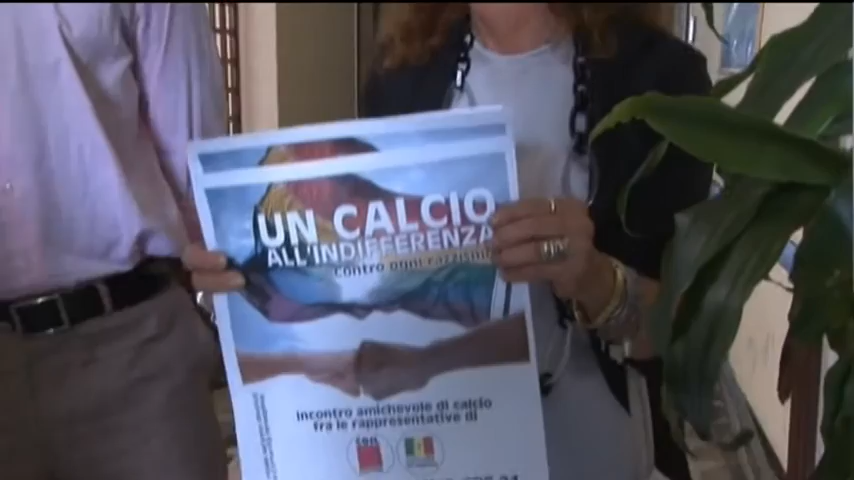 UN CALCIO
ALL'INDIFFERENZA
contro ogni razzismo
Incontro amichevole di calcio
fra le rappresentative di